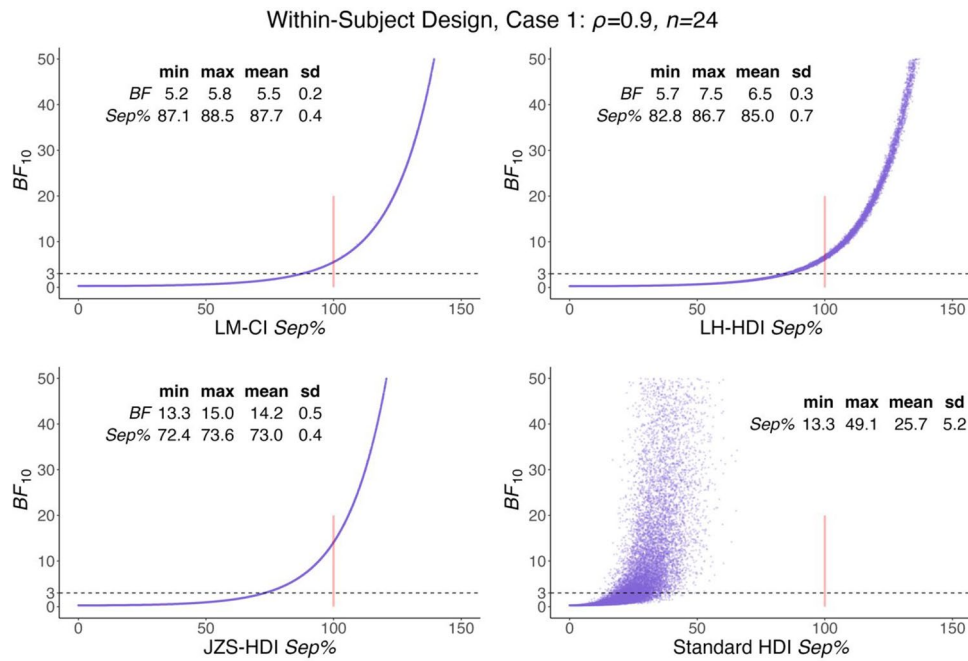 Within-Subject Design, Case 1: ρ=0.9, n=24
50
40
30
20
10
3
0
BF10
min max mean sd
BF 5.2 5.8 5.5 0.2
Sep% 87.1 88.5 87.7 0.4
0 50 100 150
LM-CI Sep%
50
40
30
20
10
3
0
BF10
min max mean sd
BF 5.7 7.5 6.5 0.3
Sep% 82.8 86.7 85.0 0.7
0 50 100 150
LH-HDI Sep%
50
40
30
20
10
3
0
BF10
min max mean sd
BF 13.3 15.0 14.2 0.5
Sep% 72.4 73.6 73.0 0.4
0 50 100 150
JZS-HDI Sep%
50
40
30
20
10
3
0
BF10
min max mean sd
Sep% 13.3 49.1 25.7 5.2
0 50 100 150
Standard HDI Sep%